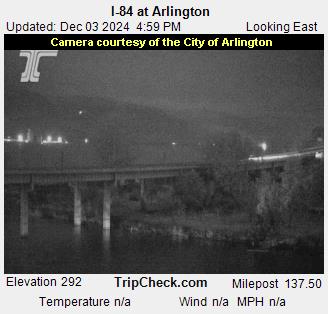 I-84 at Arlington
Updated: Dec 03 2024 4:59 PM Looking East
Camera courtesy of the City of Arlington
Elevation 292 TripCheck.com Milepost 137.50
Temperature n/a Wind n/a MPH n/a